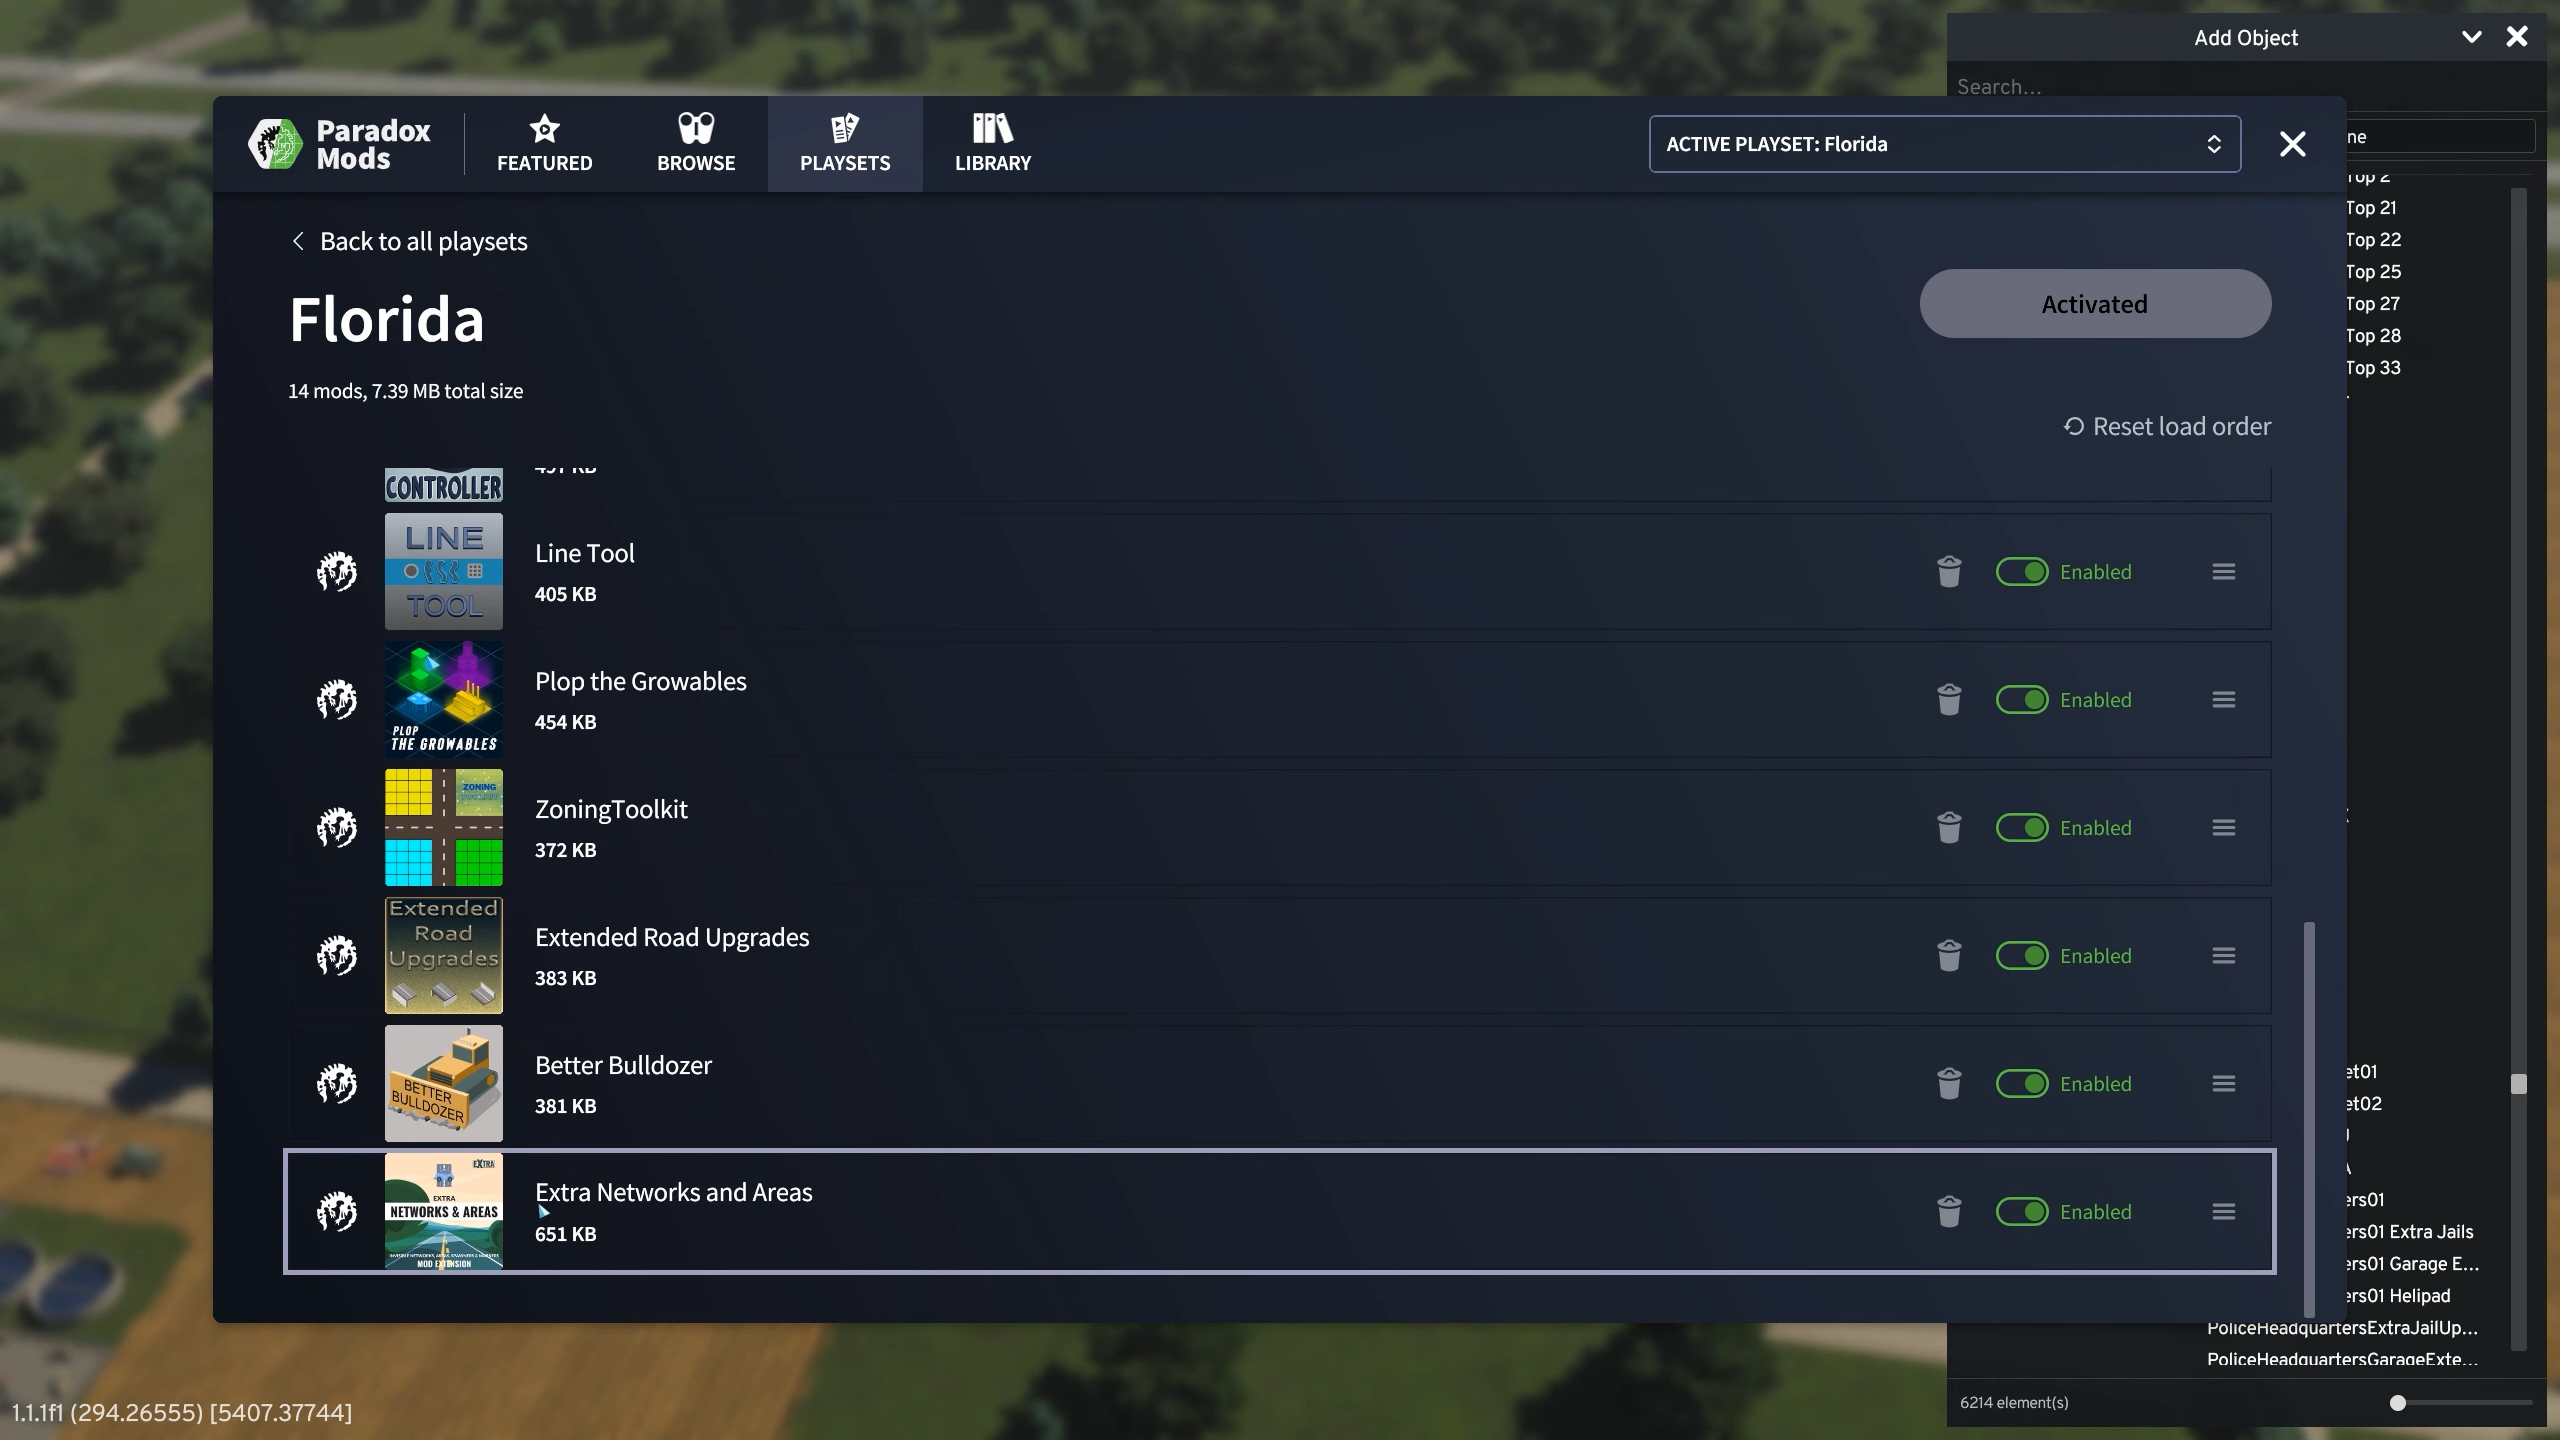 Add Object
Search...
Paradox
Mods
FEATURED
BROWSE
PLAYSETS
LIBRARY
ACTIVE PLAYSET: Florida
ne
Back to all playsets
Florida
Activated
14 mods, 7.39 MB total size
Reset load order
Top 2
Top 21
Top 22
Top 25
Top 27
Top 28
Top 33
CONTROLLER
LINE
TOOL
Line Tool
405 KB
Enabled
PLOP
THE GROWABLES
Plop the Growables
454 KB
Enabled
ZONING
ZoningToolkit
372 KB
Enabled
Extended
Road
Upgrades
Extended Road Upgrades
383 KB
Enabled
BETTER
BULLDOZER
Better Bulldozer
381 KB
Enabled
EXTRA
EXTRA
NETWORKS & AREAS
MOD EXTENSION
Extra Networks and Areas
651 KB
Enabled
et01
et02
ers01
ers01 Extra Jails
ers01 Garage E...
ers01 Helipad
PoliceHeadquartersExtraJailUp...
PoliceHeadquartersGarageExte...
6214 element(s)
1.1.1f1 (294.26555) [5407.37744]